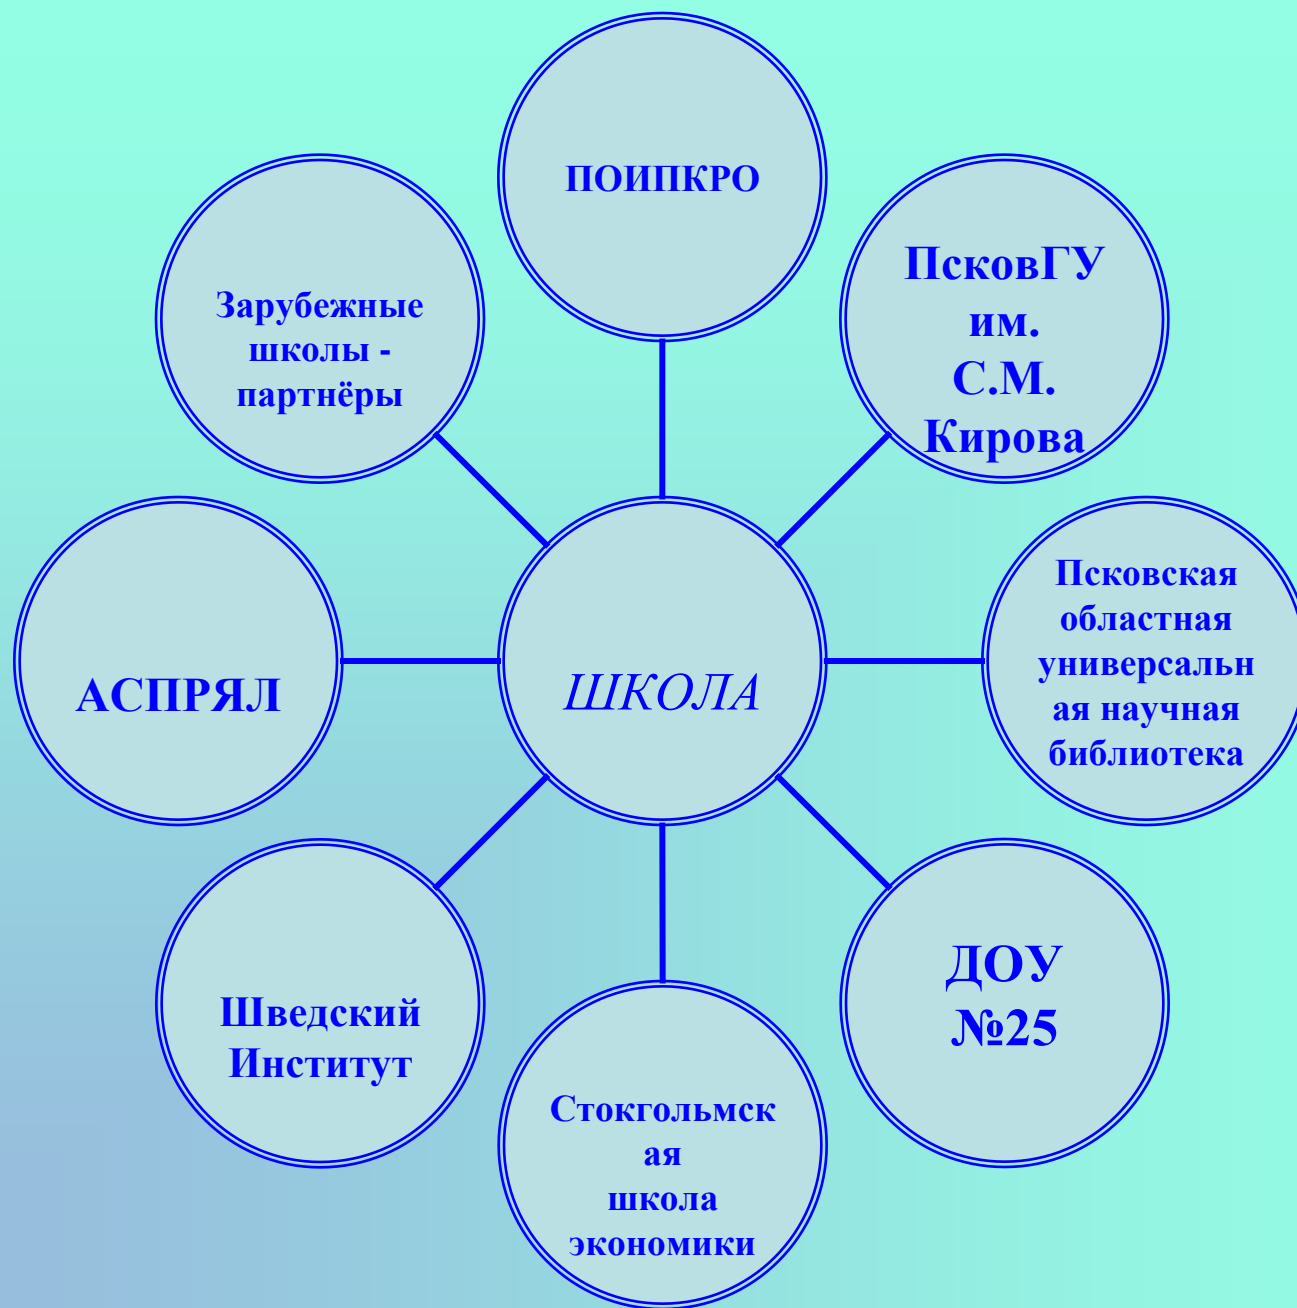 ПОИПКРО
ПсковГУ
им.
С.М.
Кирова
Зарубежные
школы -
партнёры
Псковская
областная
универсальн
ая научная
библиотека
АСПРЯЛ
ШКОЛА
ДОУ
№25
Шведский
Институт
Стокгольмск
ая
школа
экономики